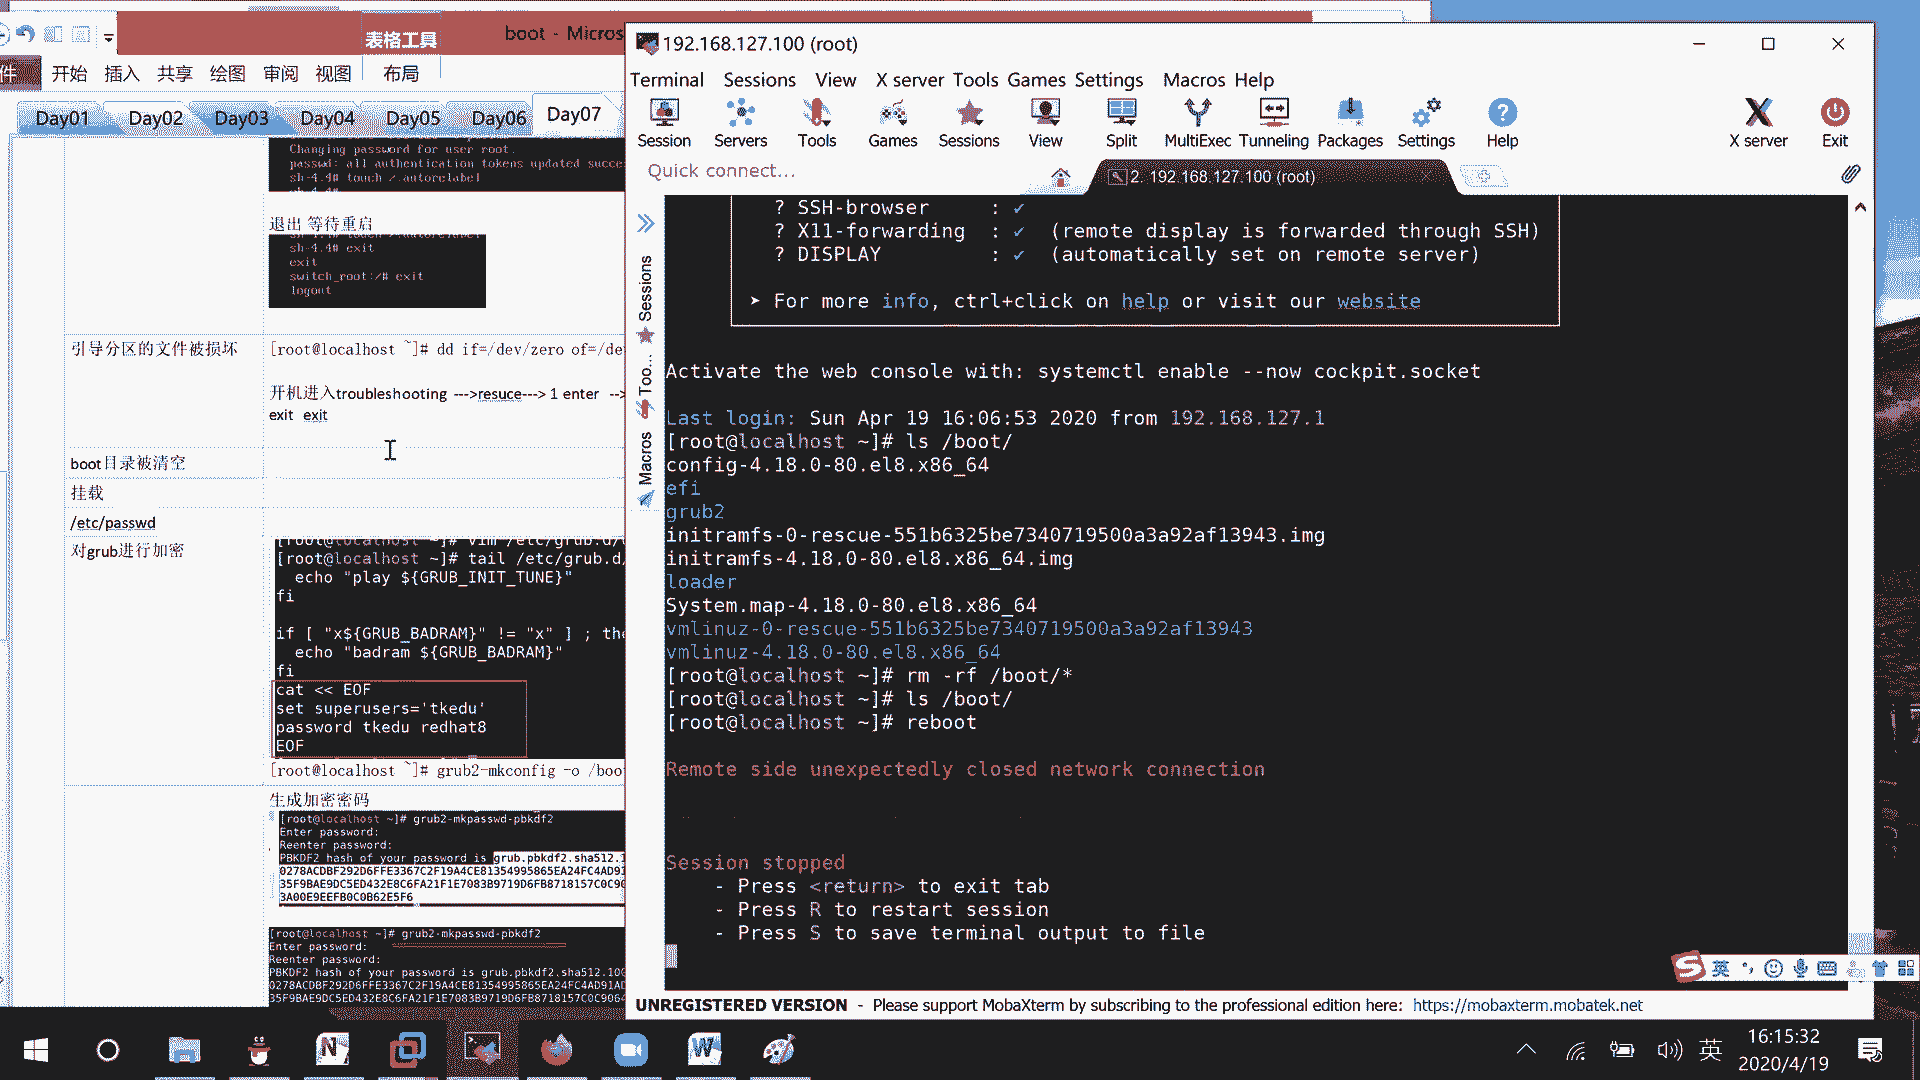 表格工具
boot - Micros
件
开始 插入 共享 绘图 审阅 视图 布局
Day01 Day02 Day03 Day04 Day05 Day06 Day07
Changing password for user root.
passwd: all authentication tokens updated succe
sh-4.4# touch /.autorelabel
退出 等待重启
sh-4.4# exit
exit
switch_root:/# exit
logout
引导分区的文件被损坏
[root@localhost ~]# dd if=/dev/zero of=/de
开机进入troubleshooting --->resuce---> 1 enter -->
exit exit
boot目录被清空
挂载
/etc/passwd
对grub进行加密
[root@localhost ~]# tail /etc/grub.d/
echo "play ${GRUB_INIT_TUNE}"
fi
if [ "x${GRUB_BADRAM}" != "x" ] ; the
echo "badram ${GRUB_BADRAM}"
fi
cat << EOF
set superusers='tkedu'
password tkedu redhat8
EOF
[root@localhost ~]# grub2-mkconfig -o /boo
生成加密密码
[root@localhost ~]# grub2-mkpasswd-pbkdf2
Enter password:
Reenter password:
PBKDF2 hash of your password is grub.pbkdf2.sha512.1
0278ACDBF292D6FFE3367C2F19A4CE81354995865EA24FC4AD91
35F9BAE9DC5ED432E8C6FA21F1E7083B9719D6FB8718157C0C90
3A00E9EEFB0C0B62E5F6
[root@localhost ~]# grub2-mkpasswd-pbkdf2
Enter password:
Reenter password:
PBKDF2 hash of your password is grub.pbkdf2.sha512.100
0278ACDBF292D6FFE3367C2F19A4CE81354995865EA24FC4AD91AD
35F9BAE9DC5ED432E8C6FA21F1E7083B9719D6FB8718157C0C9064
192.168.127.100 (root)
Terminal Sessions View X server Tools Games Settings Macros Help
Session Servers Tools Games Sessions View Split MultiExec Tunneling Packages Settings Help X server Exit
Quick connect...
2. 192.168.127.100 (root)
Sessions
Too...
Macros
? SSH-browser : ✓
? X11-forwarding : ✓ (remote display is forwarded through SSH)
? DISPLAY : ✓ (automatically set on remote server)
➤ For more info, ctrl+click on help or visit our website
Activate the web console with: systemctl enable --now cockpit.socket
Last login: Sun Apr 19 16:06:53 2020 from 192.168.127.1
[root@localhost ~]# ls /boot/
config-4.18.0-80.el8.x86_64
efi
grub2
initramfs-0-rescue-551b6325be7340719500a3a92af13943.img
initramfs-4.18.0-80.el8.x86_64.img
loader
System.map-4.18.0-80.el8.x86_64
vmlinuz-0-rescue-551b6325be7340719500a3a92af13943
vmlinuz-4.18.0-80.el8.x86_64
[root@localhost ~]# rm -rf /boot/*
[root@localhost ~]# ls /boot/
[root@localhost ~]# reboot
Remote side unexpectedly closed network connection
Session stopped
- Press <return> to exit tab
- Press R to restart session
- Press S to save terminal output to file
英
UNREGISTERED VERSION - Please support MobaXterm by subscribing to the professional edition here: https://mobaxterm.mobatek.net
英
16:15:32
2020/4/19